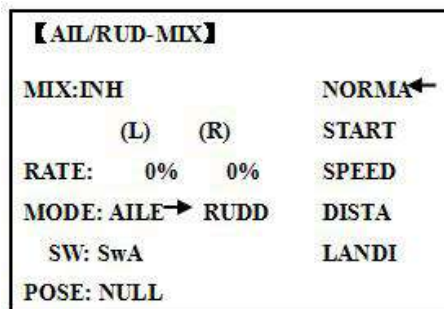 【AIL/RUD-MIX】
MIX:INH NORMA←
(L) (R) START
RATE: 0% 0% SPEED
MODE: AILE→ RUDD DISTA
SW: SwA LANDI
POSE: NULL